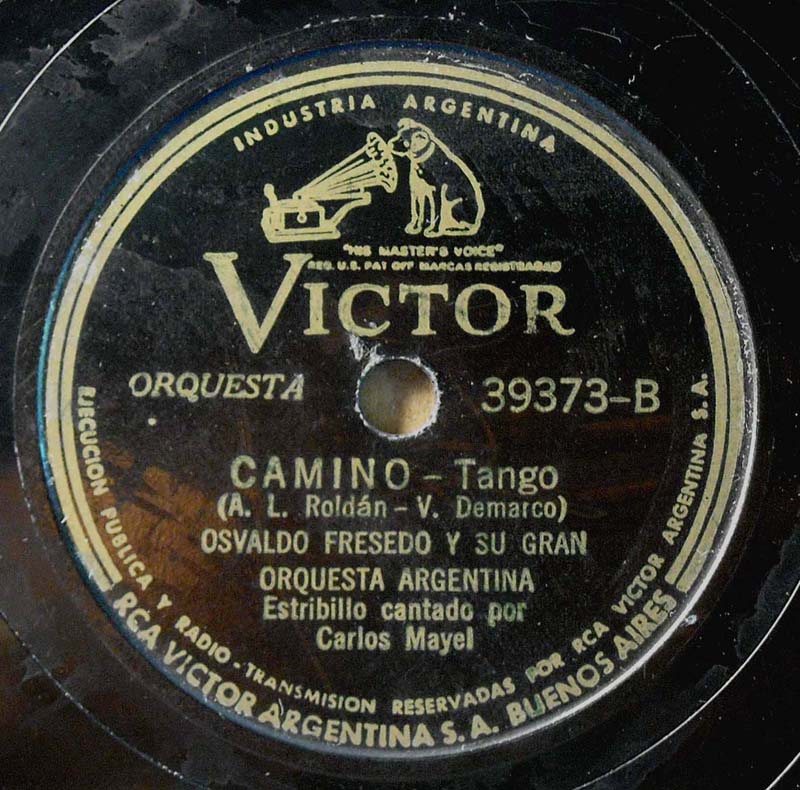 INDUSTRIA ARGENTINA
"HIS MASTER'S VOICE"
REG. U.S. PAT OFF MARCAS REGISTRADAS
VICTOR
ORQUESTA
39373-B
CAMINO - Tango
(A. L. Roldán - V. Demarco)
OSVALDO FRESEDO Y SU GRAN
ORQUESTA ARGENTINA
Estribillo cantado por
Carlos Mayel
EJECUCION PUBLICA Y RADIO-TRANSMISION RESERVADAS POR RCA VICTOR ARGENTINA S.A.
RCA VICTOR ARGENTINA S.A. BUENOS AIRES